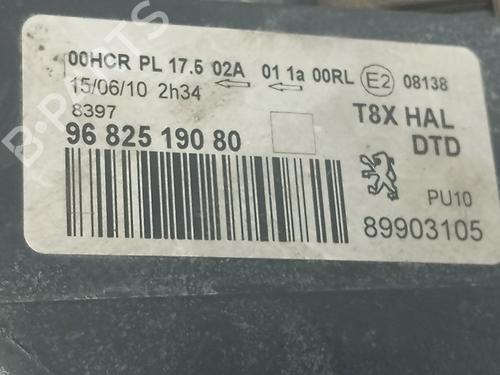 00HCR PL 17.5 02A 01 1a 00RL E2 08138
15/06/10 2h34
8397
96 825 190 80
T8X HAL
DTD
PU10
89903105
B-PARTS